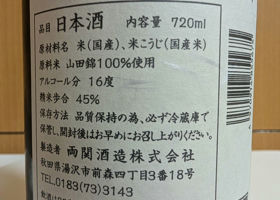 品目 日本酒 内容量 720ml
原材料名 米(国産)、米こうじ(国産米)
原料米 山田錦100%使用
アルコール分 16度
精米歩合 45%
保存方法 品質保持の為、必ず冷蔵庫で
保管し、開封後はお早めにお召し上がりください。
製造者 両関酒造株式会社
秋田県湯沢市前森四丁目3番18号
TEL.0183(73)3143